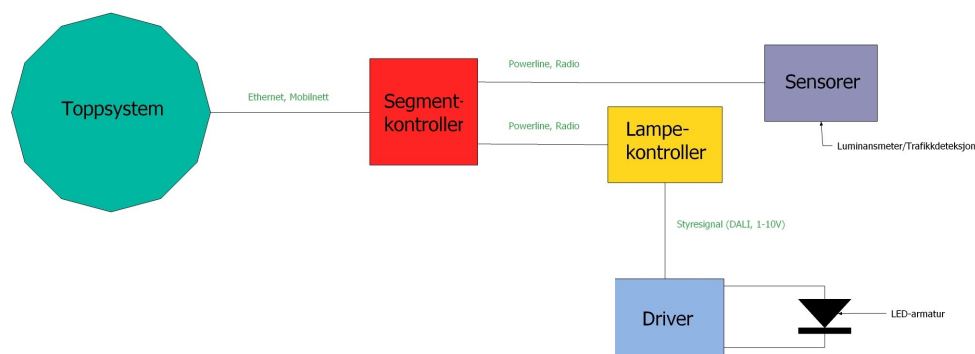 Toppsystem
Ethernet, Mobilnett
Segment-
kontroller
Powerline, Radio
Powerline, Radio
Sensorer
Luminansmeter/Trafikkdeteksjon
Lampe-
kontroller
Styresignal (DALI, 1-10V)
Driver
LED-armatur